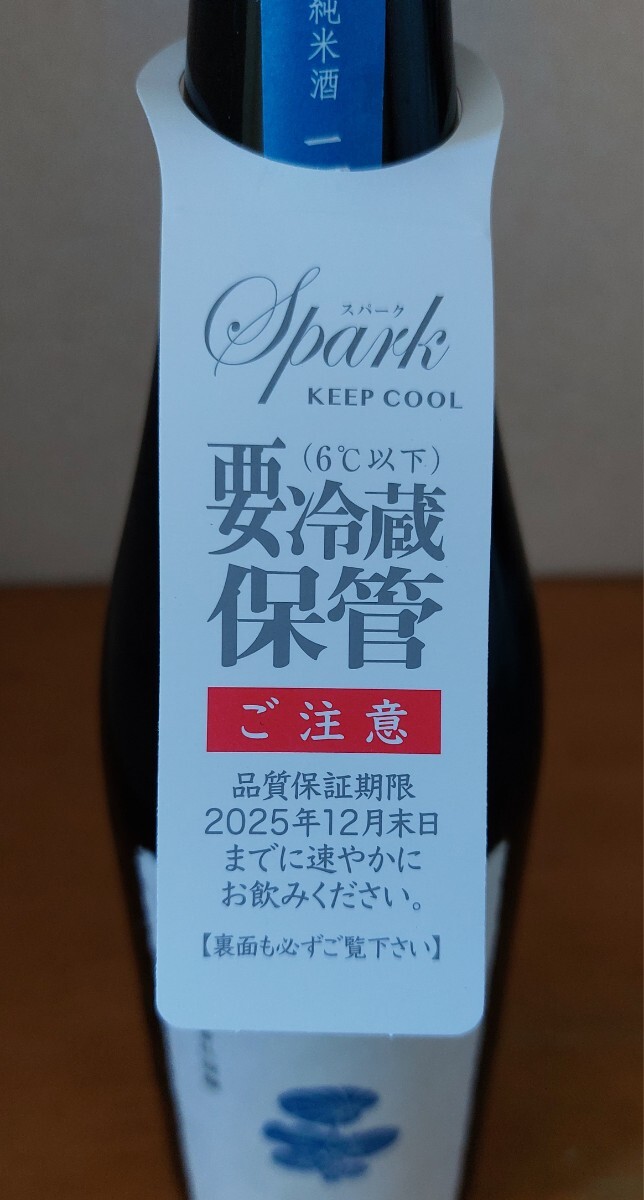 純米酒 一
スパーク
Spark
KEEP COOL
(6℃以下)
要冷蔵
保管
ご注意
品質保証期限
2025年12月末日
までに速やかに
お飲みください。
【裏面も必ずご覧下さい】